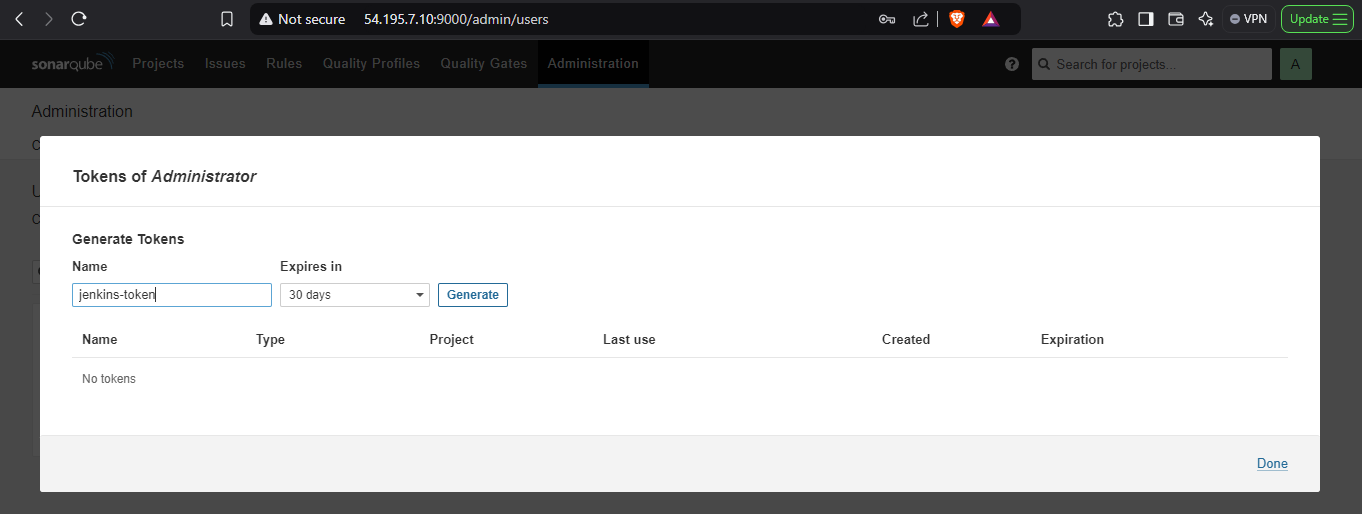 Not secure 54.195.7.10:9000/admin/users VPN Update
sonarqube Projects Issues Rules Quality Profiles Quality Gates Administration ? Search for projects... A
Administration
C
Tokens of Administrator
U
C
Generate Tokens
Name Expires in
jenkins-token 30 days Generate
Name Type Project Last use Created Expiration
No tokens
Done